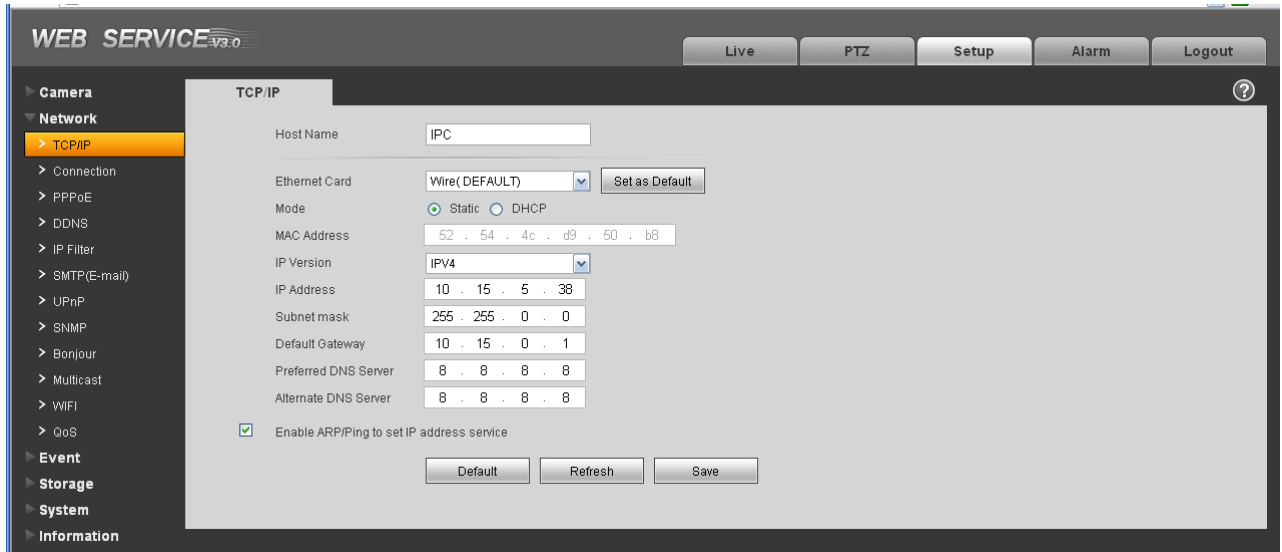 WEB SERVICE V3.0
Live PTZ Setup Alarm Logout
Camera
Network
TCP/IP
Connection
PPPoE
DDNS
IP Filter
SMTP(E-mail)
UPnP
SNMP
Bonjour
Multicast
WIFI
QoS
Event
Storage
System
Information
TCP/IP
?
Host Name IPC
Ethernet Card Wire(DEFAULT) Set as Default
Mode Static DHCP
MAC Address 52 . 54 . 4c . d9 . 50 . b8
IP Version IPV4
IP Address 10 . 15 . 5 . 38
Subnet mask 255 . 255 . 0 . 0
Default Gateway 10 . 15 . 0 . 1
Preferred DNS Server 8 . 8 . 8 . 8
Alternate DNS Server 8 . 8 . 8 . 8
Enable ARP/Ping to set IP address service
Default Refresh Save